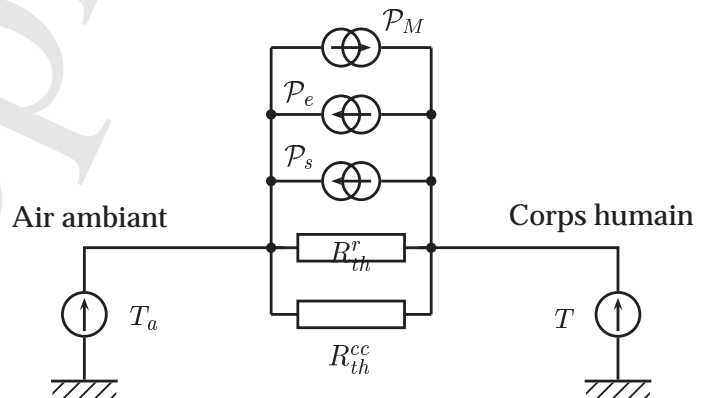 𝒫_M
𝒫_e
𝒫_s
Air ambiant
Corps humain
R^r_th
T_a
T
R^cc_th